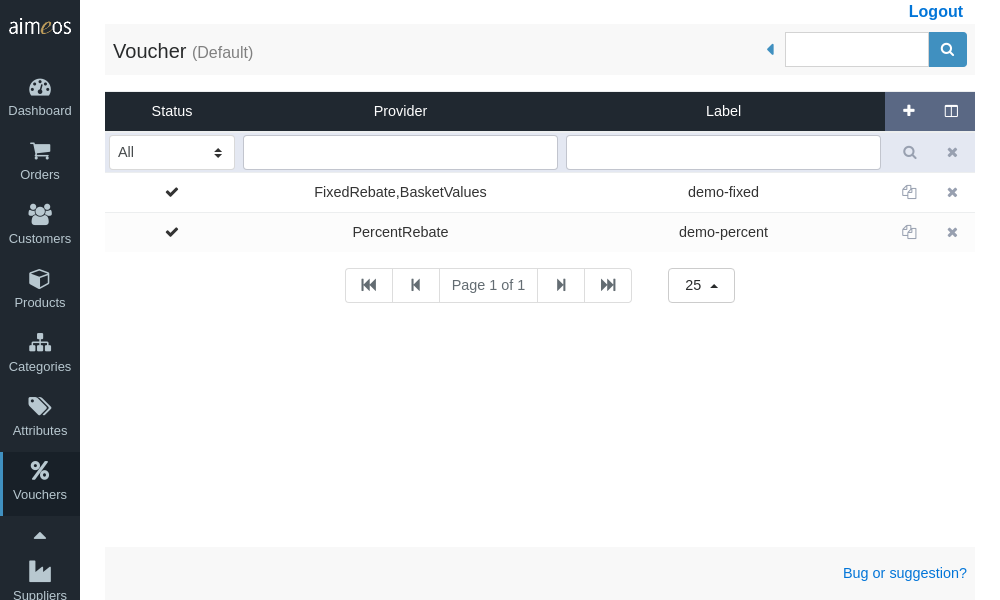 Logout
aimeos
Voucher (Default)
Status Provider Label
All
FixedRebate,BasketValues demo-fixed
PercentRebate demo-percent
Page 1 of 1 25
Dashboard
Orders
Customers
Products
Categories
Attributes
Vouchers
Suppliers
Bug or suggestion?